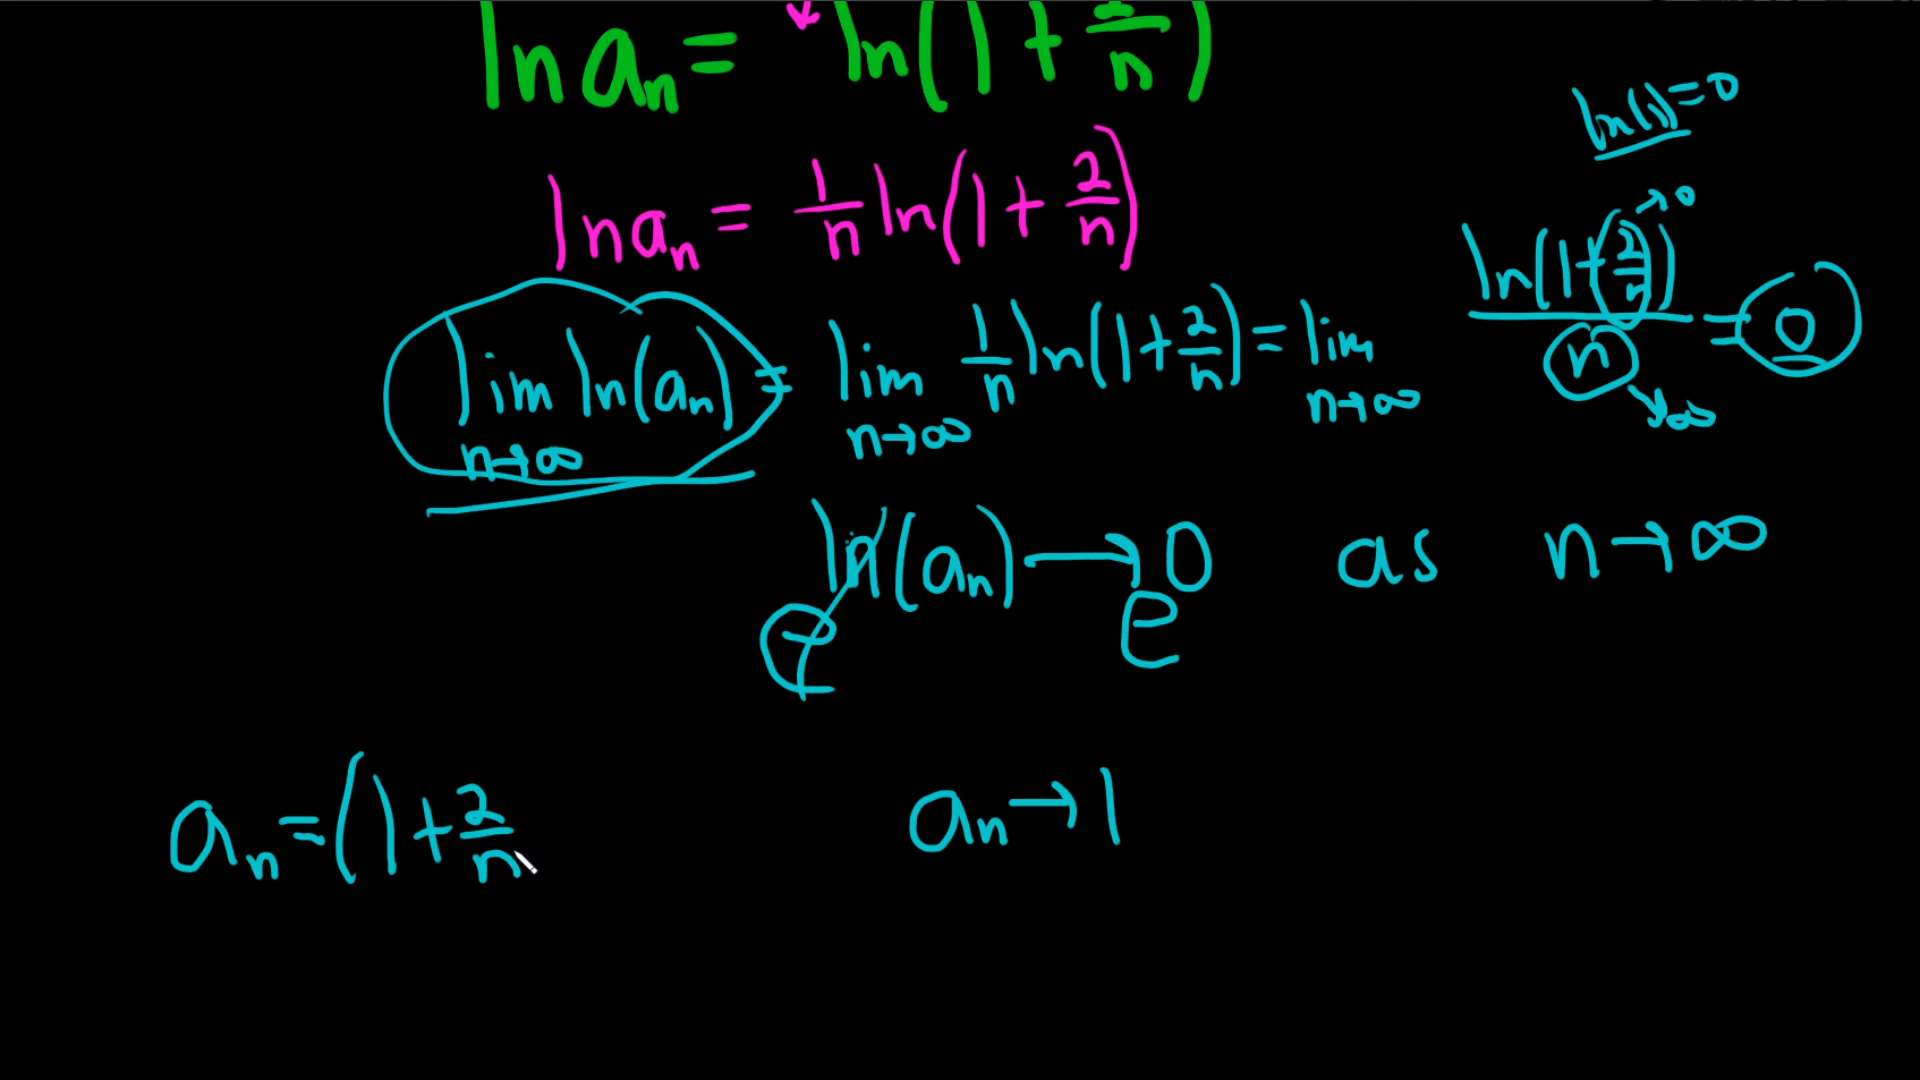 ln aₙ = ln(1 + 2/n)
ln(1) = 0
ln aₙ = 1/n ln(1 + 2/n)
lim n→∞ ln(aₙ) = lim n→∞ 1/n ln(1 + 2/n) = lim n→∞ ln(1 + 2/n)/n = 0
→ 0
→ ∞
ln(aₙ) → 0 as n → ∞
e e
aₙ = (1 + 2/n
aₙ → 1